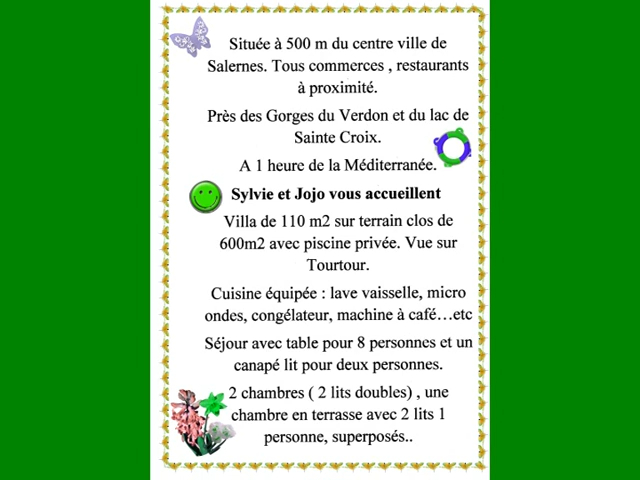 Située à 500 m du centre ville de
Salernes. Tous commerces , restaurants
à proximité.
Près des Gorges du Verdon et du lac de
Sainte Croix.
A 1 heure de la Méditerranée.
Sylvie et Jojo vous accueillent
Villa de 110 m2 sur terrain clos de
600m2 avec piscine privée. Vue sur
Tourtour.
Cuisine équipée : lave vaisselle, micro
ondes, congélateur, machine à café…etc
Séjour avec table pour 8 personnes et un
canapé lit pour deux personnes.
2 chambres ( 2 lits doubles) , une
chambre en terrasse avec 2 lits 1
personne, superposés..